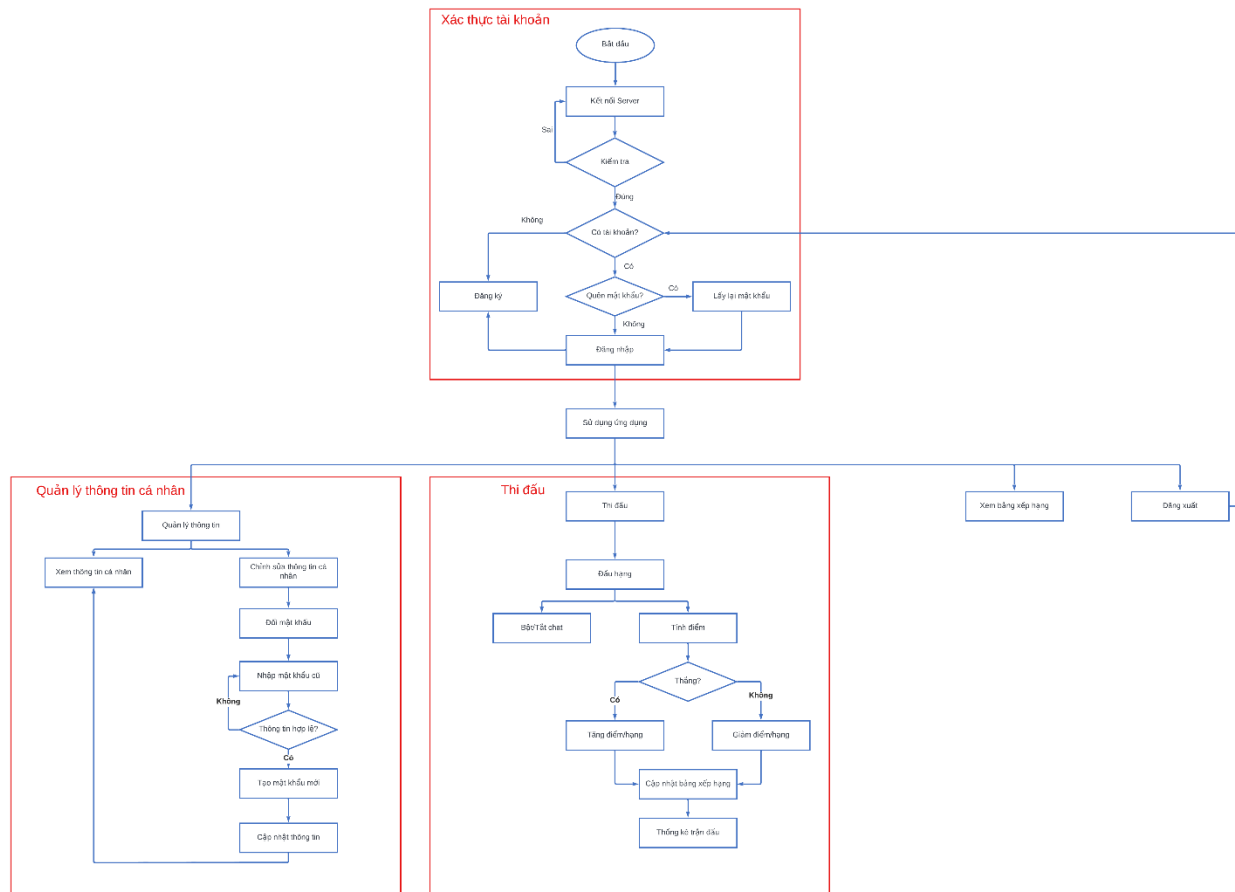 Xác thực tài khoản
Bắt đầu
Kết nối Server
Sai
Kiểm tra
Đúng
Không
Có tài khoản?
Có
Đăng ký
Quên mật khẩu?
Có
Lấy lại mật khẩu
Không
Đăng nhập
Sử dụng ứng dụng
Quản lý thông tin cá nhân
Quản lý thông tin
Xem thông tin cá nhân
Chỉnh sửa thông tin cá
nhân
Đổi mật khẩu
Nhập mật khẩu cũ
Không
Thông tin hợp lệ?
Có
Tạo mật khẩu mới
Cập nhật thông tin
Thi đấu
Thi đấu
Đấu hạng
Bật/Tắt chat
Tính điểm
Thắng?
Có
Không
Tăng điểm/hạng
Giảm điểm/hạng
Cập nhật bảng xếp hạng
Thống kê trận đấu
Xem bảng xếp hạng
Đăng xuất